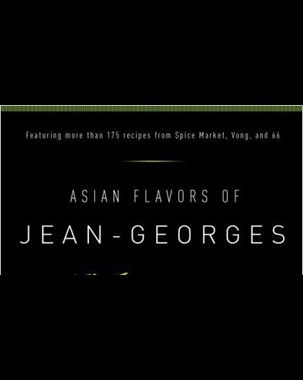 Featuring more than 175 recipes from Spice Market, Vong, and 66
ASIAN FLAVORS OF
JEAN-GEORGES